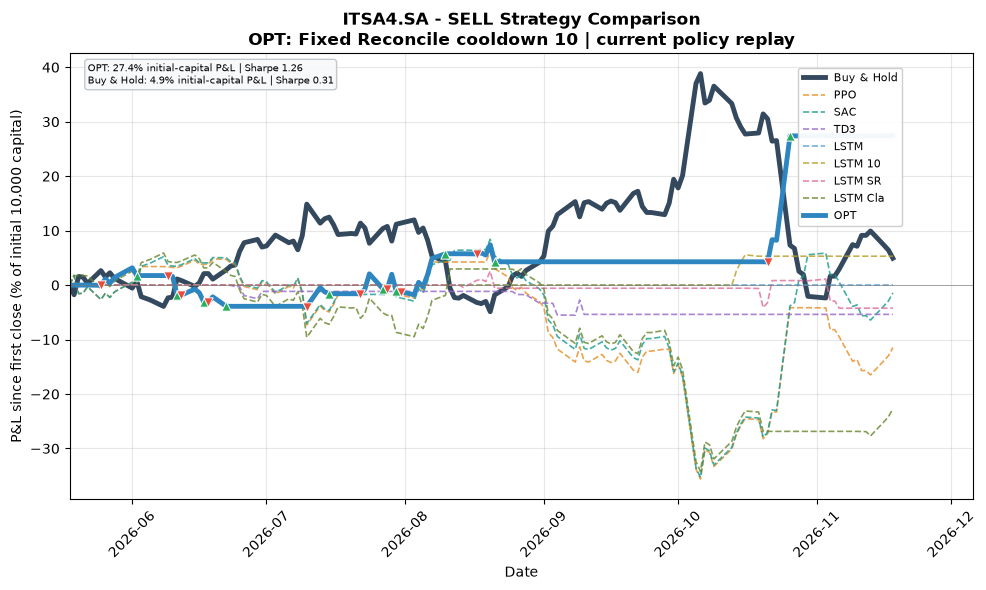 ITSA4.SA - SELL Strategy Comparison
OPT: Fixed Reconcile cooldown 10 | current policy replay
OPT: 27.4% initial-capital P&L | Sharpe 1.26
Buy & Hold: 4.9% initial-capital P&L | Sharpe 0.31
Buy & Hold
PPO
SAC
TD3
LSTM
LSTM 10
LSTM SR
LSTM Cla
OPT
P&L since first close (% of initial 10,000 capital)
40
30
20
10
0
−10
−20
−30
2026-06
2026-07
2026-08
2026-09
2026-10
2026-11
2026-12
Date